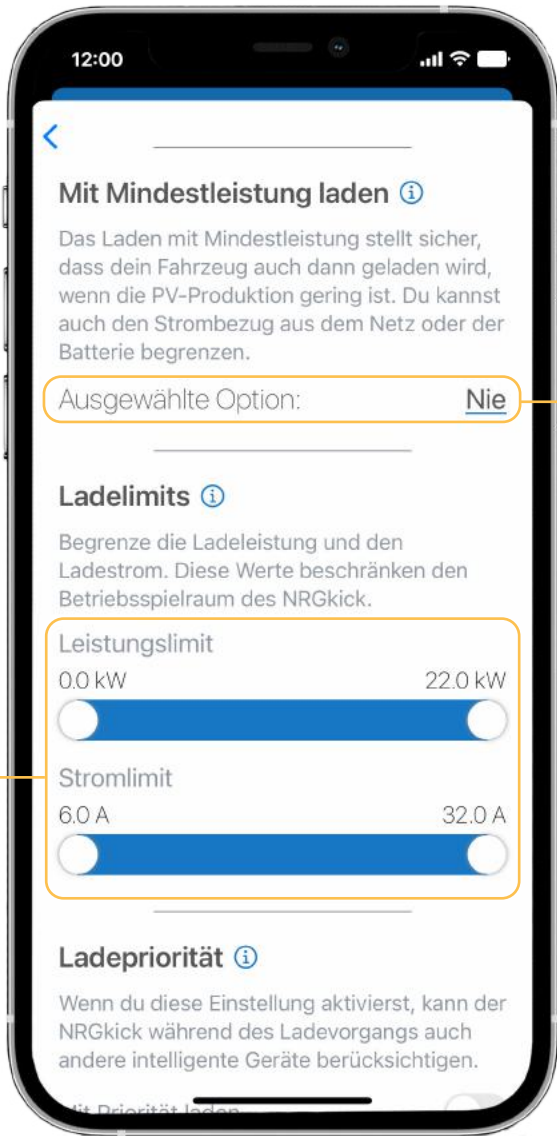 12:00
Mit Mindestleistung laden
Das Laden mit Mindestleistung stellt sicher,
dass dein Fahrzeug auch dann geladen wird,
wenn die PV-Produktion gering ist. Du kannst
auch den Strombezug aus dem Netz oder der
Batterie begrenzen.
Ausgewählte Option: Nie
Ladelimits
Begrenze die Ladeleistung und den
Ladestrom. Diese Werte beschränken den
Betriebsspielraum des NRGkick.
Leistungslimit
0.0 kW 22.0 kW
Stromlimit
6.0 A 32.0 A
Ladepriorität
Wenn du diese Einstellung aktivierst, kann der
NRGkick während des Ladevorgangs auch
andere intelligente Geräte berücksichtigen.
Mit Priorität laden